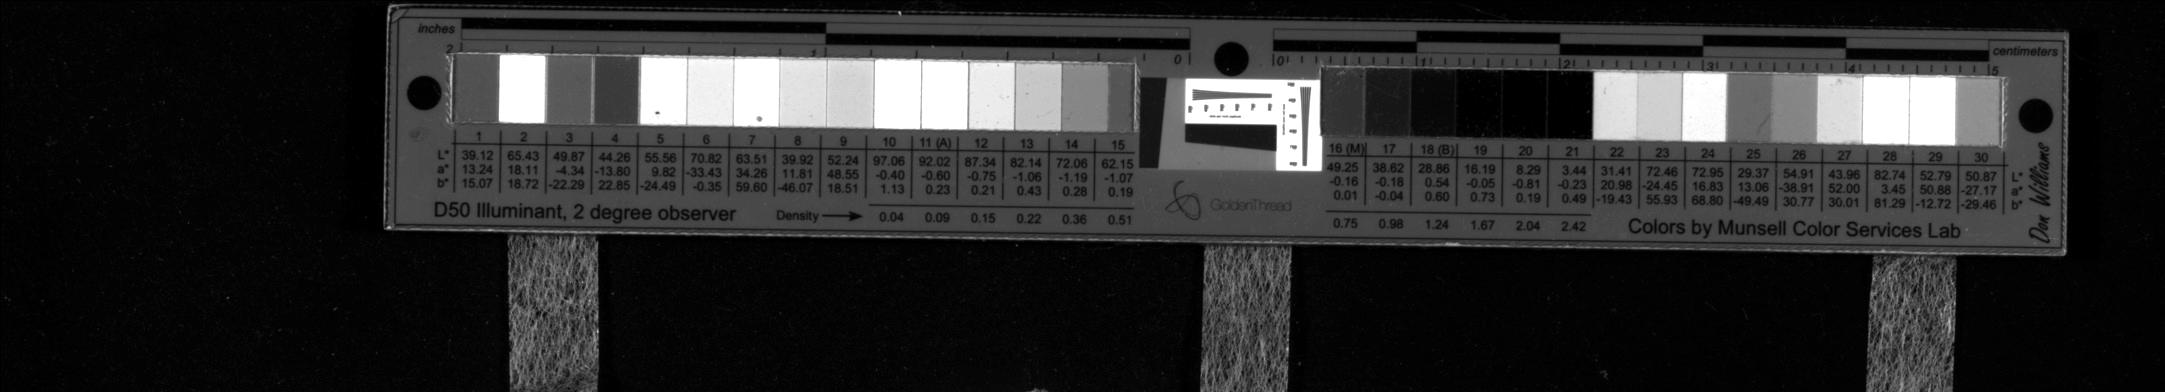 inches
centimeters
2 1 0 0 1 2 3 4 5
1 2 3 4 5 6 7 8 9 10 11 (A) 12 13 14 15 16 (M) 17 18 (B) 19 20 21 22 23 24 25 26 27 28 29 30
L* 39.12 65.43 49.87 44.26 55.56 70.82 63.51 39.92 52.24 97.06 92.02 87.34 82.14 72.06 62.15 49.25 38.62 28.86 16.19 8.29 3.44 31.41 72.46 72.95 29.37 54.91 43.96 82.74 52.79 50.87 L*
a* 13.24 18.11 -4.34 -13.80 9.82 -33.43 34.26 11.81 48.55 -0.40 -0.60 -0.75 -1.06 -1.19 -1.07 -0.16 -0.18 0.54 -0.05 -0.81 -0.23 20.98 -24.45 16.83 13.06 -38.91 52.00 3.45 50.88 -27.17 a*
b* 15.07 18.72 -22.29 22.85 -24.49 -0.35 59.60 -46.07 18.51 1.13 0.23 0.21 0.43 0.28 0.19 0.01 -0.04 0.60 0.73 0.19 0.49 -19.43 55.93 68.80 -49.49 30.77 30.01 81.29 -12.72 -29.46 b*
D50 Illuminant, 2 degree observer
Density 0.04 0.09 0.15 0.22 0.36 0.51 0.75 0.98 1.24 1.67 2.04 2.42
GoldenThread
Colors by Munsell Color Services Lab
Don Williams